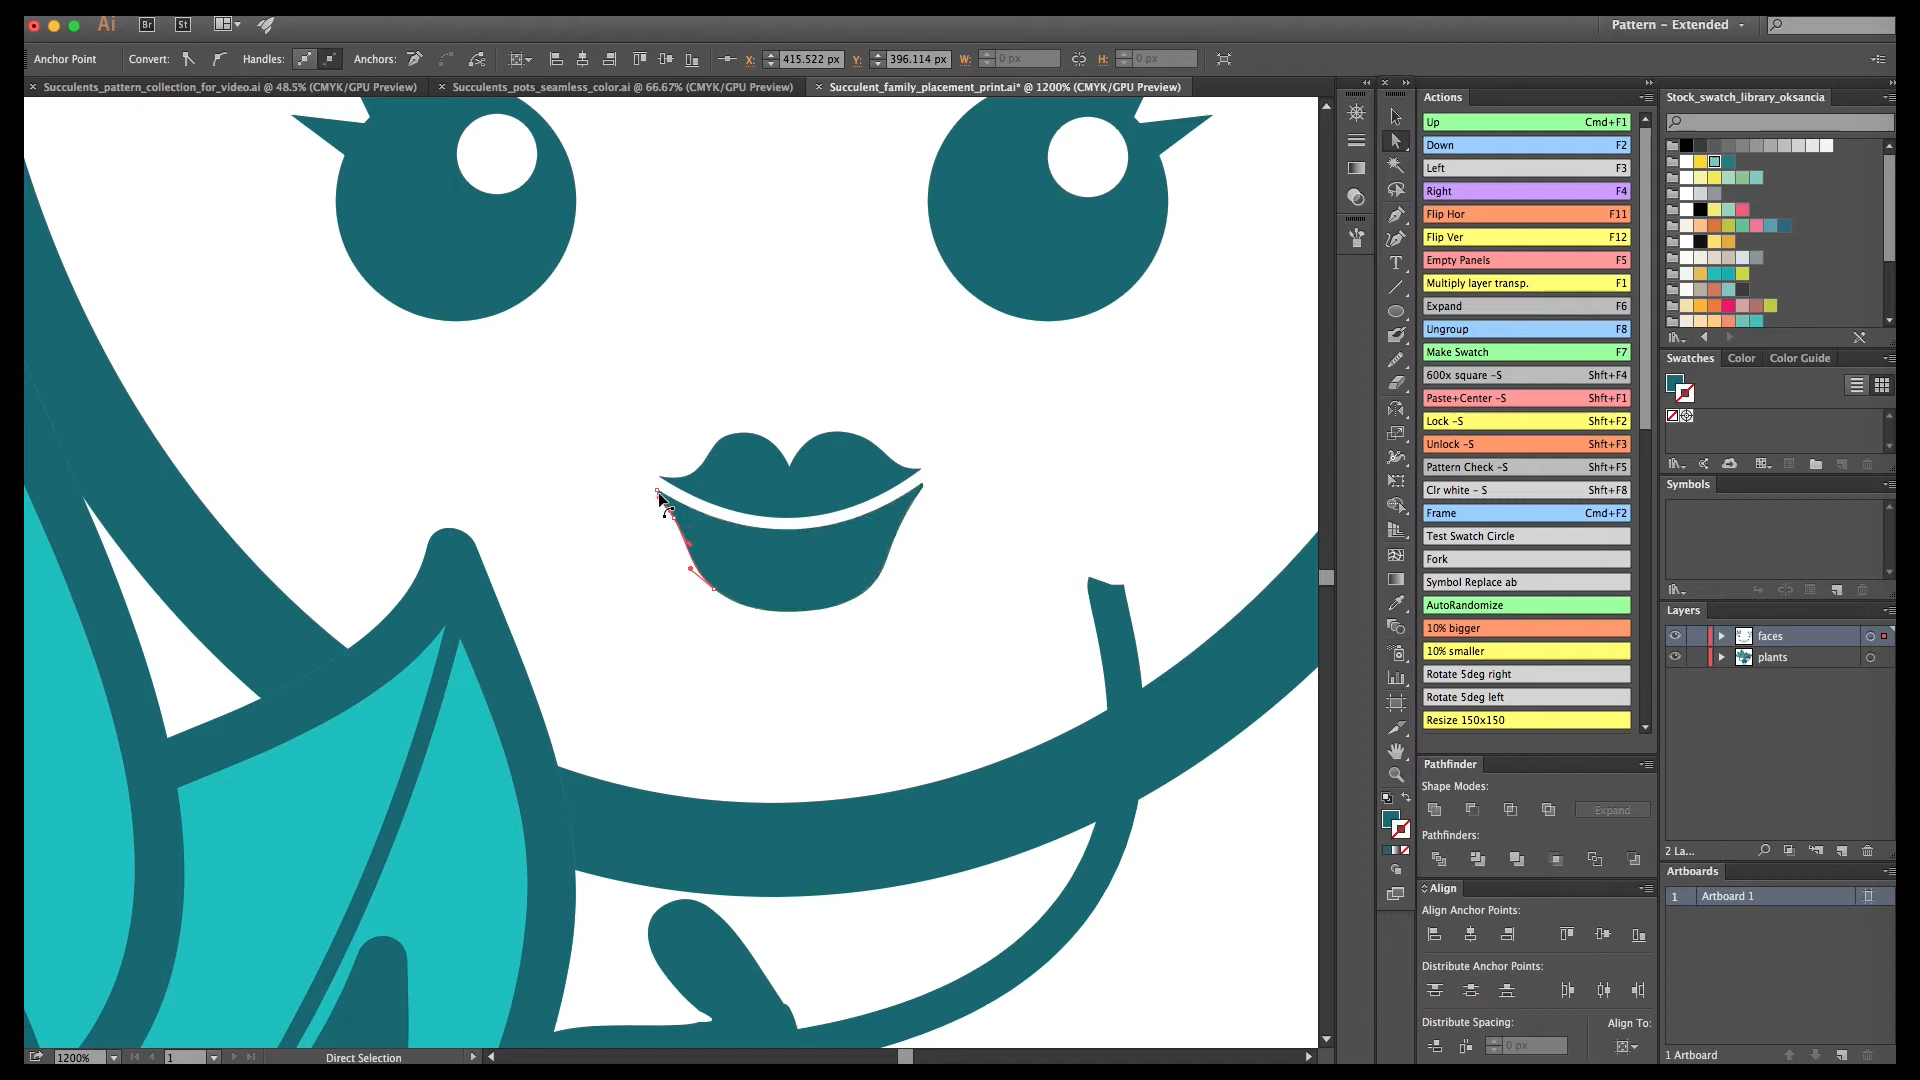 Ai Br St Pattern – Extended
Anchor Point Convert: Handles: Anchors: X: 415.522 px Y: 396.114 px W: 0 px H: 0 px
Succulents_pattern_collection_for_video.ai @ 48.5% (CMYK/GPU Preview) Succulents_pots_seamless_color.ai @ 66.67% (CMYK/GPU Preview) Succulent_family_placement_print.ai* @ 1200% (CMYK/GPU Preview)
Actions
Up Cmd+F1
Down F2
Left F3
Right F4
Flip Hor F11
Flip Ver F12
Empty Panels F5
Multiply layer transp. F1
Expand F6
Ungroup F8
Make Swatch F7
600x square -S Shft+F4
Paste+Center -S Shft+F1
Lock -S Shft+F2
Unlock -S Shft+F3
Pattern Check -S Shft+F5
Clr white - S Shft+F6
Frame Cmd+F2
Test Swatch Circle
Fork
Symbol Replace ab
AutoRandomize
10% bigger
10% smaller
Rotate 5deg right
Rotate 5deg left
Resize 150x150
Pathfinder
Shape Modes:
Expand
Pathfinders:
Align
Align Anchor Points:
Distribute Anchor Points:
Distribute Spacing: Align To:
0 px
Stock_swatch_library_oksancia
Swatches Color Color Guide
Symbols
Layers
faces
plants
2 La...
Artboards
1 Artboard 1
1 Artboard
1200% 1 Direct Selection